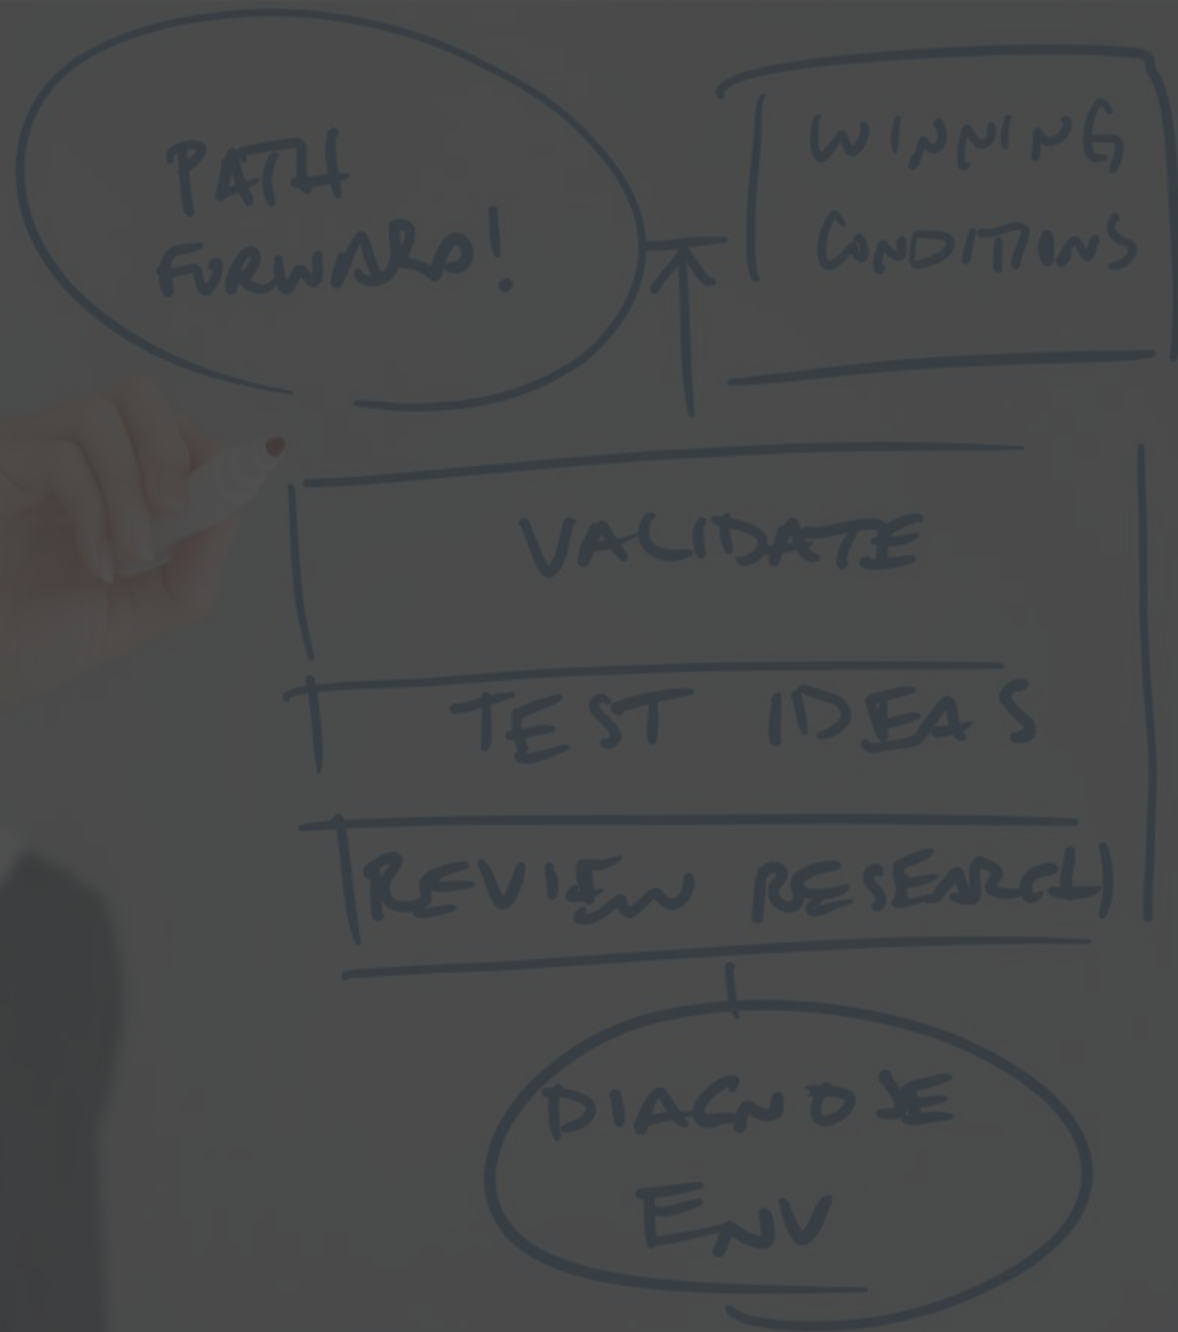 PATH
FORWARD!
WINNING
CONDITIONS
VALIDATE
TEST IDEAS
REVIEW RESEARCH
DIAGNOSE
ENV